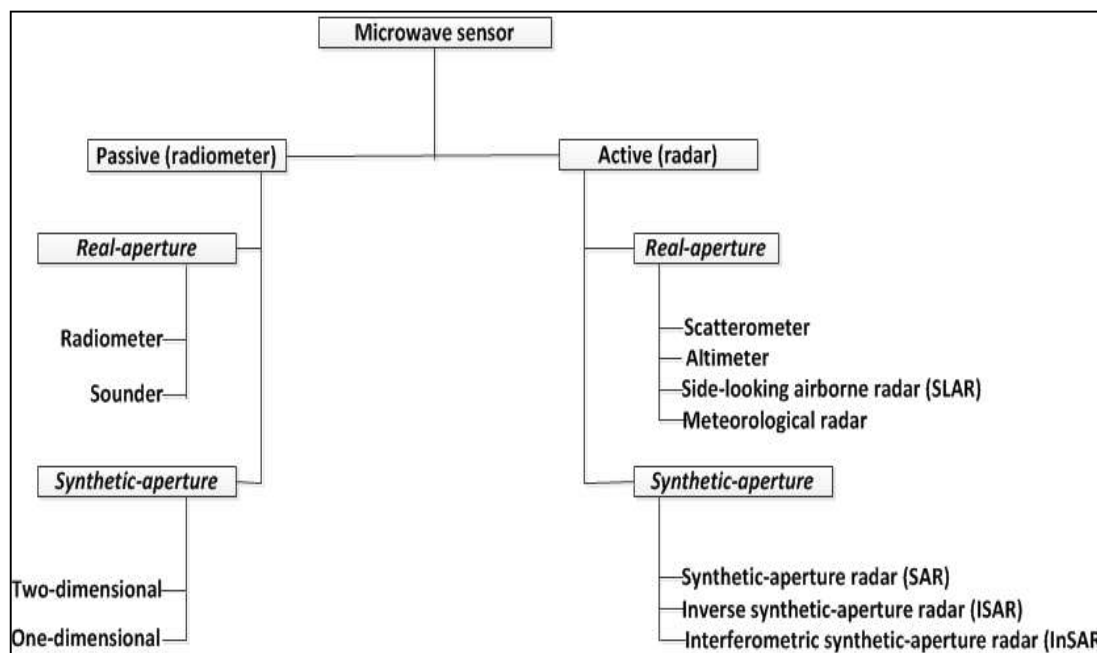 Microwave sensor
Passive (radiometer)
Active (radar)
Real-aperture
Radiometer
Sounder
Synthetic-aperture
Two-dimensional
One-dimensional
Real-aperture
Scatterometer
Altimeter
Side-looking airborne radar (SLAR)
Meteorological radar
Synthetic-aperture
Synthetic-aperture radar (SAR)
Inverse synthetic-aperture radar (ISAR)
Interferometric synthetic-aperture radar (InSAR